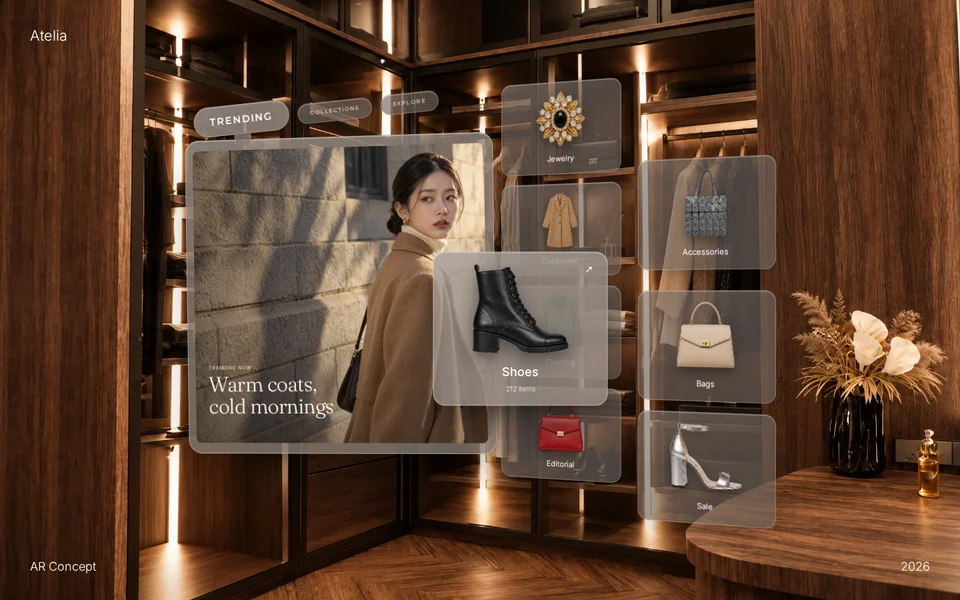 Atelia
TRENDING
COLLECTIONS
EXPLORE
Jewelry
Outerwear
Accessories
TRENDING NOW
Warm coats,
cold mornings
Shoes
212 items
Bags
Editorial
Sale
AR Concept
2026